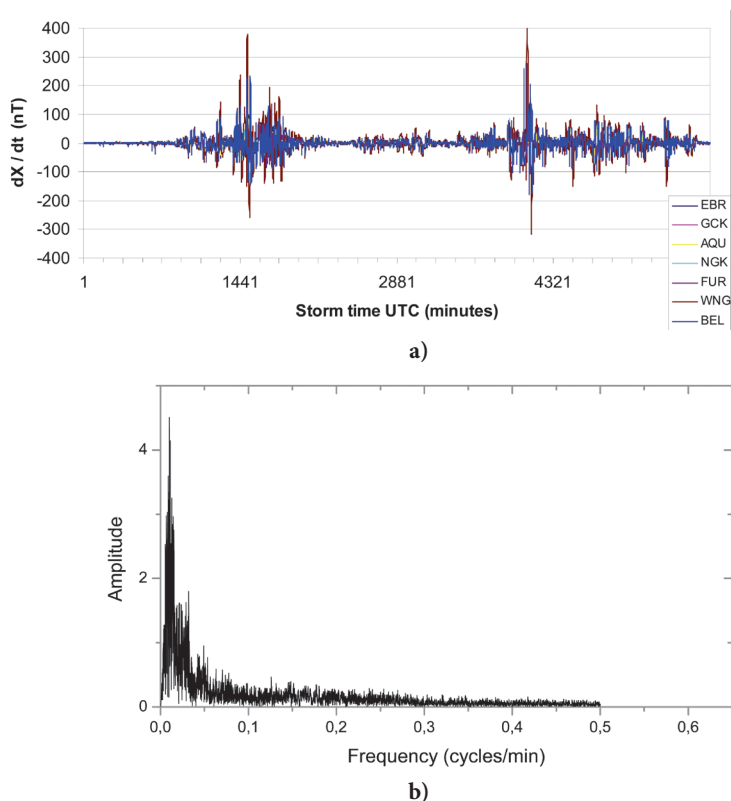 400
300
200
100
0
-100
-200
-300
-400
dX / dt (nT)
1 1441 2881 4321
Storm time UTC (minutes)
EBR
GCK
AQU
NGK
FUR
WNG
BEL
a)
4
2
0
Amplitude
0,0 0,1 0,2 0,3 0,4 0,5 0,6
Frequency (cycles/min)
b)